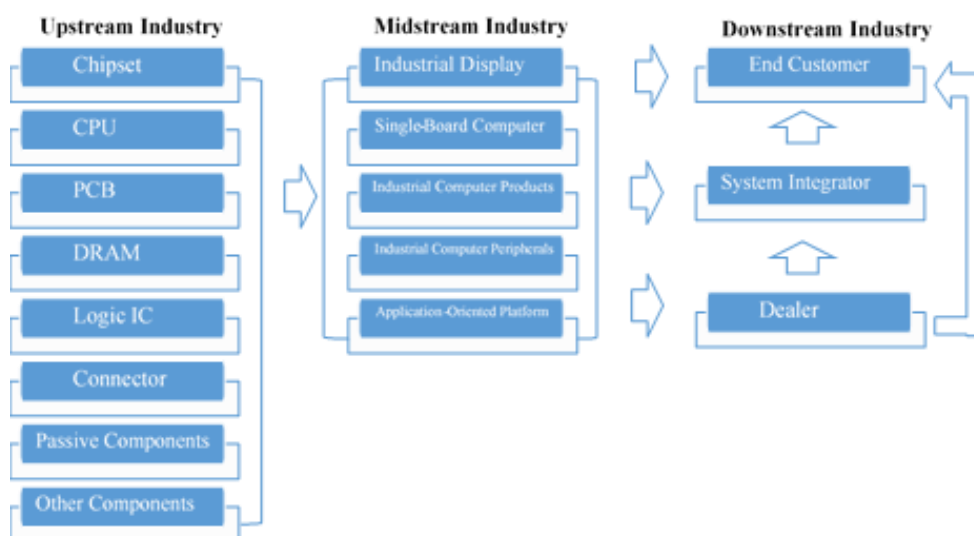 Upstream Industry
Chipset
CPU
PCB
DRAM
Logic IC
Connector
Passive Components
Other Components
Midstream Industry
Industrial Display
Single-Board Computer
Industrial Computer Products
Industrial Computer Peripherals
Application-Oriented Platform
Downstream Industry
End Customer
System Integrator
Dealer